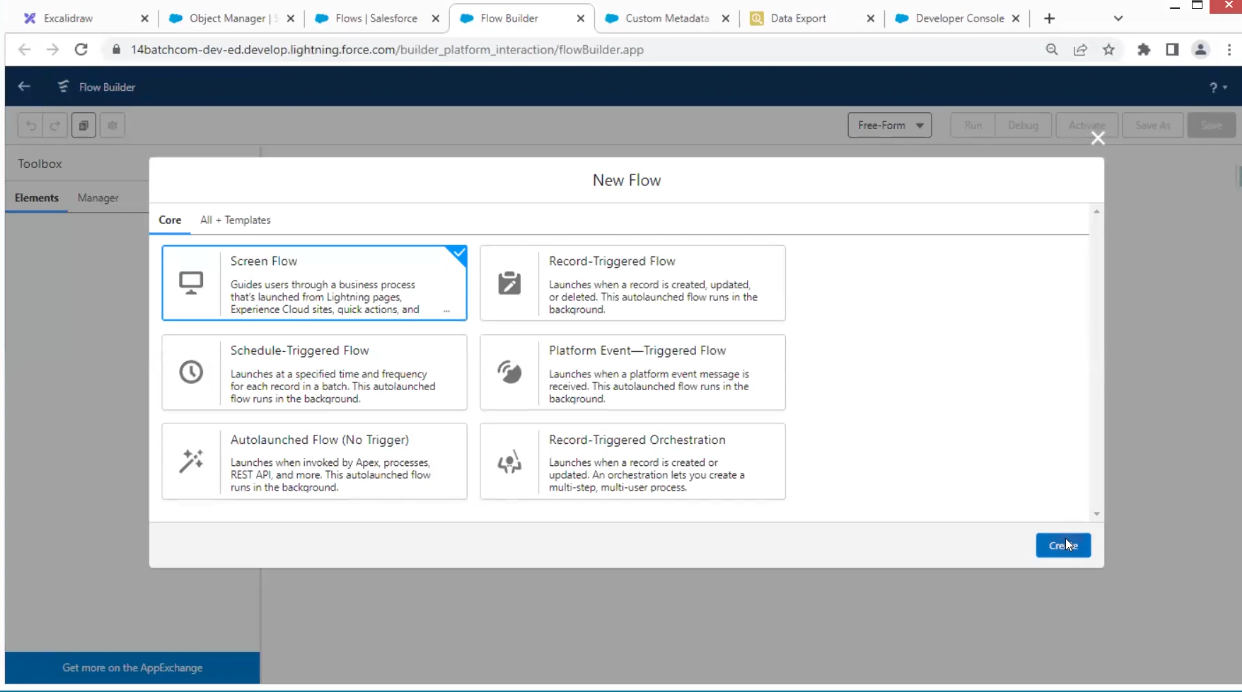 Excalidraw
Object Manager | S
Flows | Salesforce
Flow Builder
Custom Metadata
Data Export
Developer Console
14batchcom-dev-ed.develop.lightning.force.com/builder_platform_interaction/flowBuilder.app
Flow Builder
?
Free-Form
Run
Debug
Activate
Save As
Save
Toolbox
Elements
Manager
New Flow
Core
All + Templates
Screen Flow
Guides users through a business process
that's launched from Lightning pages,
Experience Cloud sites, quick actions, and ...
Record-Triggered Flow
Launches when a record is created, updated,
or deleted. This autolaunched flow runs in the
background.
Schedule-Triggered Flow
Launches at a specified time and frequency
for each record in a batch. This autolaunched
flow runs in the background.
Platform Event—Triggered Flow
Launches when a platform event message is
received. This autolaunched flow runs in the
background.
Autolaunched Flow (No Trigger)
Launches when invoked by Apex, processes,
REST API, and more. This autolaunched flow
runs in the background.
Record-Triggered Orchestration
Launches when a record is created or
updated. An orchestration lets you create a
multi-step, multi-user process.
Create
Get more on the AppExchange